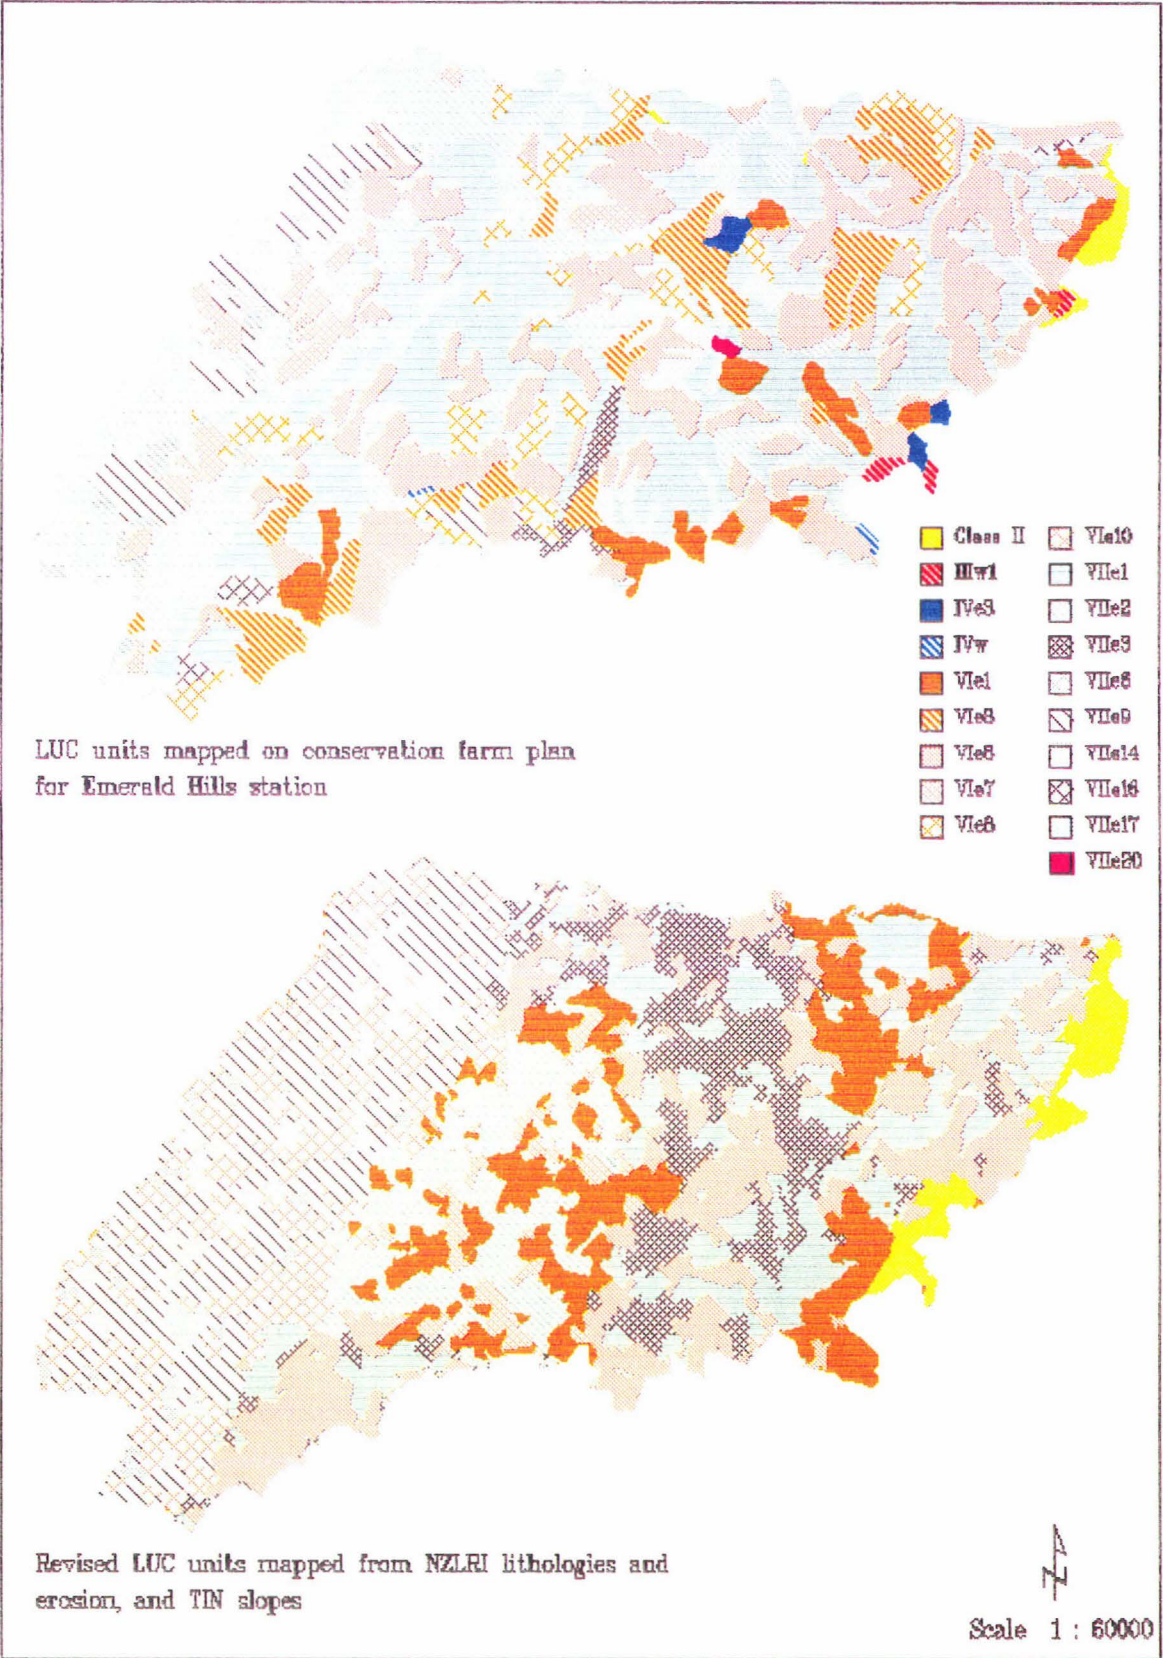 LUC units mapped on conservation farm plan
for Emerald Hills station
Class II
IIIw1
IVe3
IVw
VIe1
VIe3
VIe6
VIe7
VIe8
VIe10
VIIe1
VIIe2
VIIe3
VIIe6
VIIe9
VIIe14
VIIe16
VIIe17
VIIe20
Revised LUC units mapped from NZLRI lithologies and
erosion, and TIN slopes
N
Scale 1 : 60000